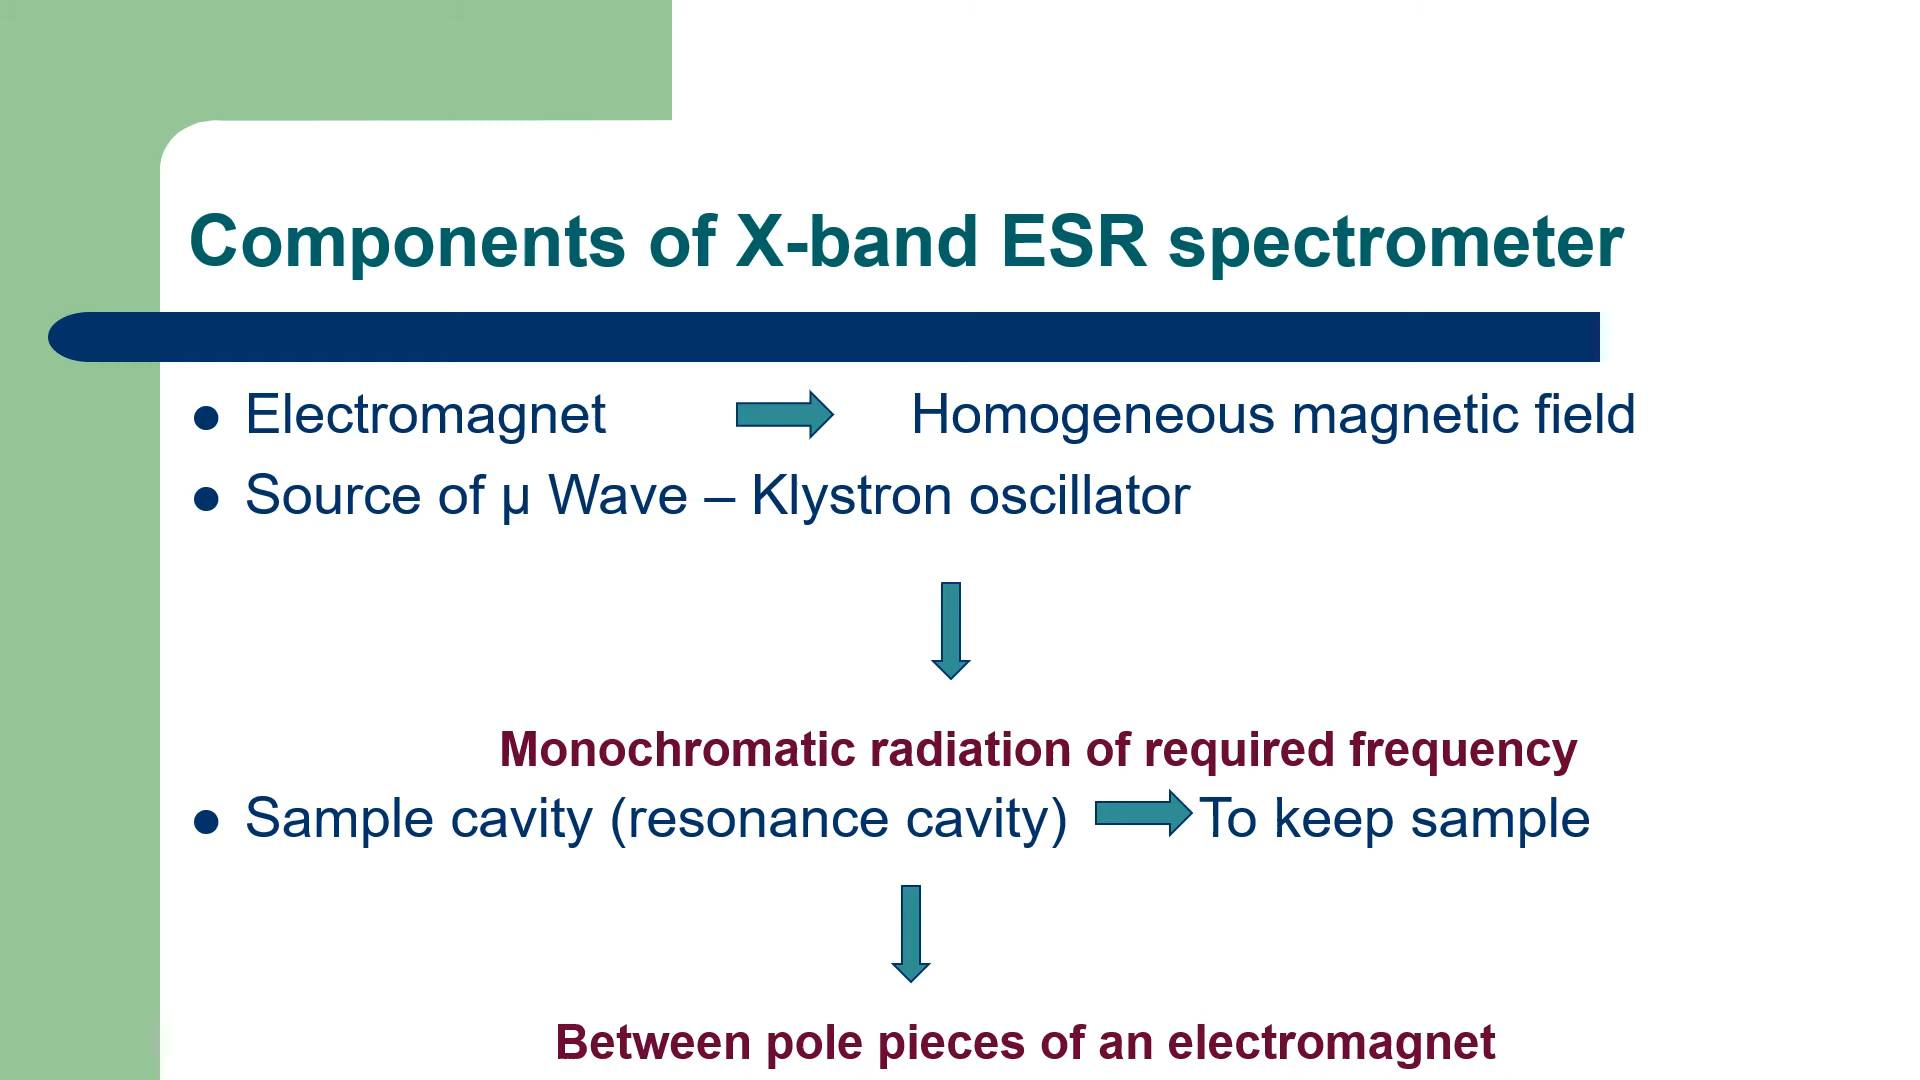 Components of X-band ESR spectrometer
● Electromagnet Homogeneous magnetic field
● Source of μ Wave – Klystron oscillator
Monochromatic radiation of required frequency
● Sample cavity (resonance cavity) To keep sample
Between pole pieces of an electromagnet